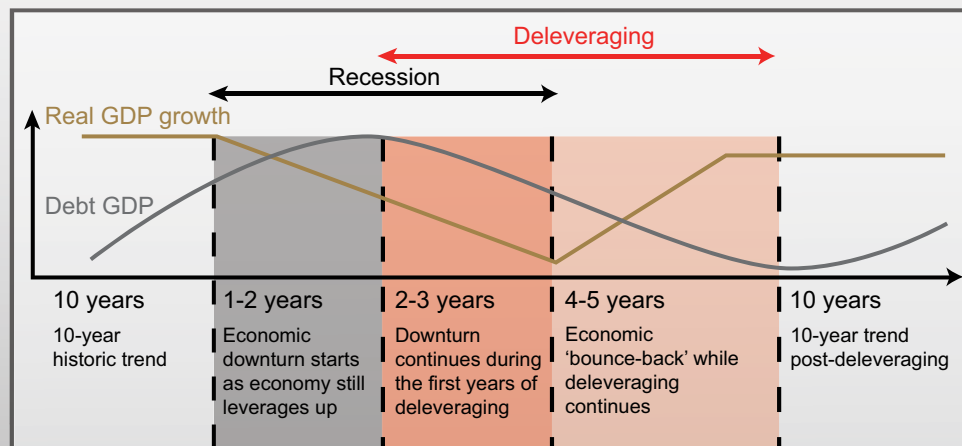 Deleveraging
Recession
Real GDP growth
Debt GDP
10 years
10-year
historic trend
1-2 years
Economic
downturn starts
as economy still
leverages up
2-3 years
Downturn
continues during
the first years of
deleveraging
4-5 years
Economic
‘bounce-back’ while
deleveraging
continues
10 years
10-year trend
post-deleveraging